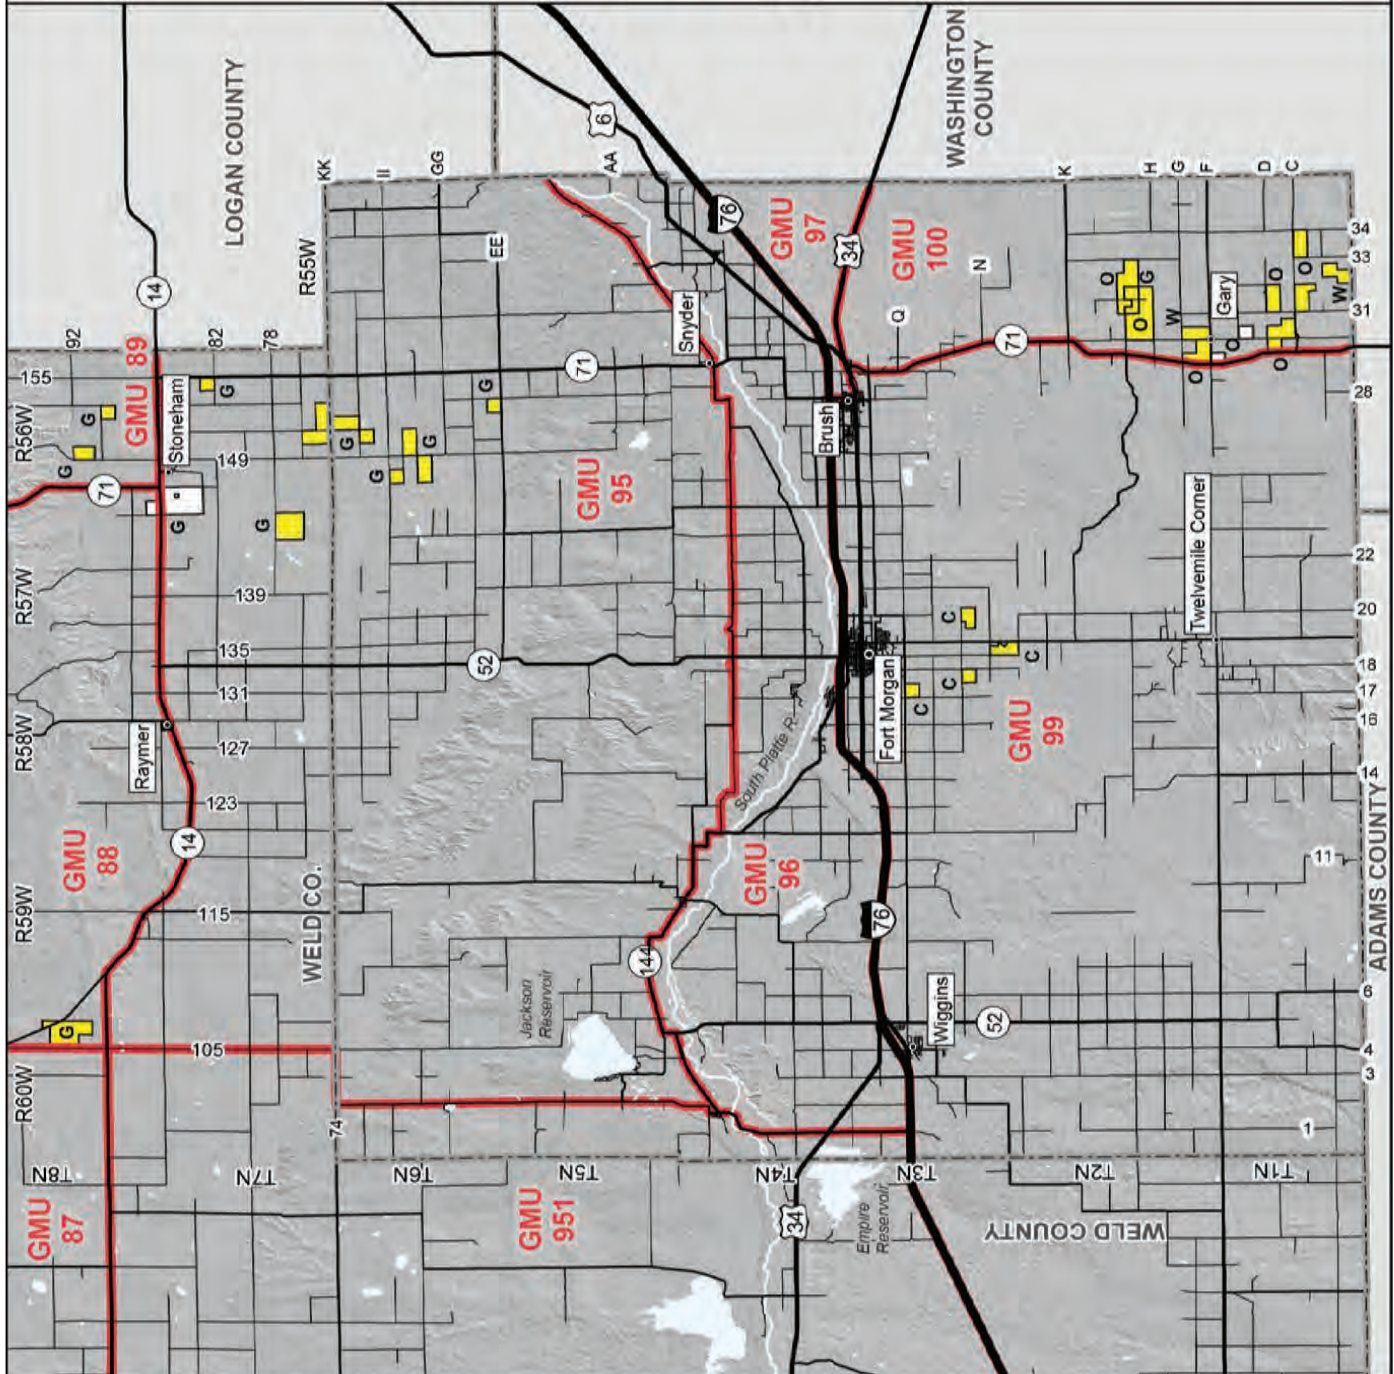 LOGAN COUNTY
WASHINGTON
COUNTY
6
76
14
34
KK
II
GG
EE
AA
K
H
G
F
D
C
R55W
R56W
R57W
R58W
R59W
R60W
92
82
78
155
149
139
135
131
127
123
115
105
74
GMU 89
Stoneham
71
G
G
G
G
G
G
G
G
G
G
G
71
Snyder
GMU
97
GMU
100
N
Q
71
34
33
31
28
22
20
18
17
16
14
11
6
4
3
1
O
G
O
W
Gary
O
O
O
O
O
W
GMU
95
Brush
Twelvemile Corner
52
Raymer
14
GMU
88
South Platte R.
Fort Morgan
C
C
C
C
GMU
99
GMU
96
WELD CO.
144
Jackson
Reservoir
76
Wiggins
52
ADAMS COUNTY
T8N
T7N
T6N
T5N
T4N
T3N
T2N
T1N
GMU
87
GMU
951
34
Empire
Reservoir
WELD COUNTY